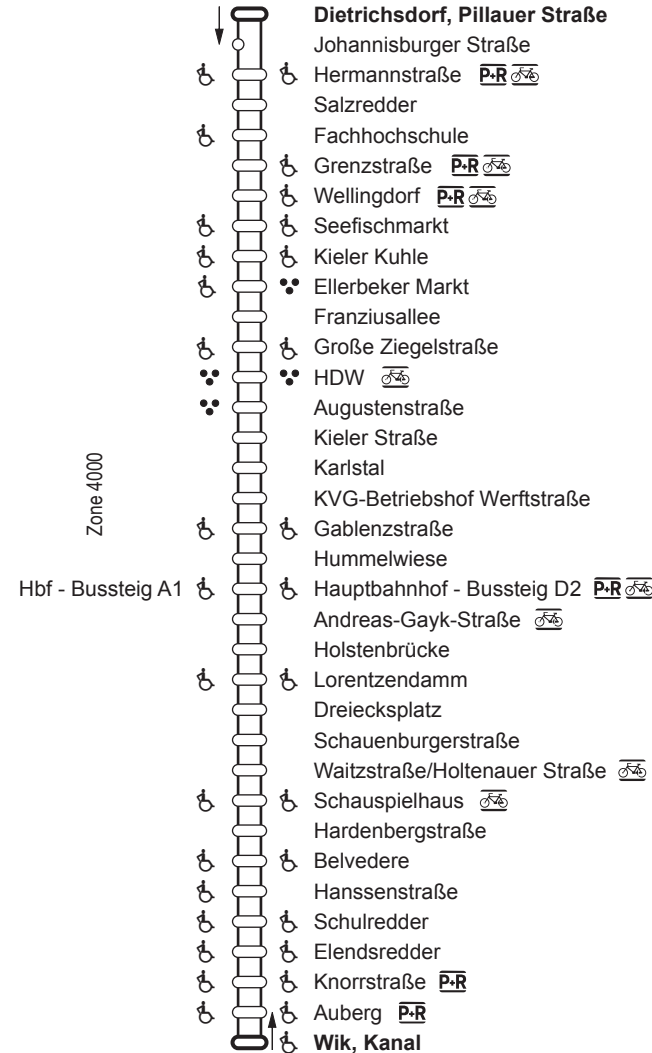 Dietrichsdorf, Pillauer Straße
Johannisburger Straße
Hermannstraße P+R
Salzredder
Fachhochschule
Grenzstraße P+R
Wellingdorf P+R
Seefischmarkt
Kieler Kuhle
Ellerbeker Markt
Franziusallee
Große Ziegelstraße
HDW
Augustenstraße
Kieler Straße
Karlstal
Zone 4000
KVG-Betriebshof Werftstraße
Gablenzstraße
Hummelwiese
Hbf - Bussteig A1 Hauptbahnhof - Bussteig D2 P+R
Andreas-Gayk-Straße
Holstenbrücke
Lorentzendamm
Dreiecksplatz
Schauenburgerstraße
Waitzstraße/Holtenauer Straße
Schauspielhaus
Hardenbergstraße
Belvedere
Hanssenstraße
Schulredder
Elendsredder
Knorrstraße P+R
Auberg P+R
Wik, Kanal